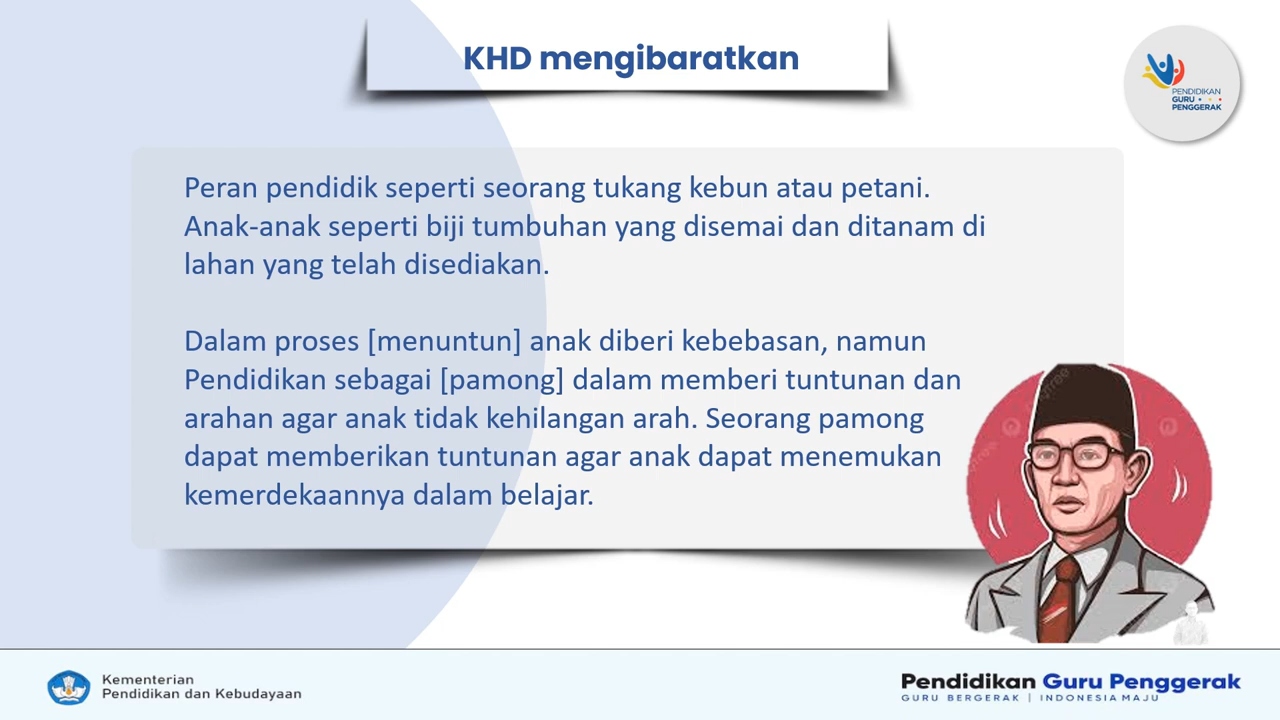 KHD mengibaratkan
PENDIDIKAN
GURU
PENGGERAK
Peran pendidik seperti seorang tukang kebun atau petani.
Anak-anak seperti biji tumbuhan yang disemai dan ditanam di
lahan yang telah disediakan.
Dalam proses [menuntun] anak diberi kebebasan, namun
Pendidikan sebagai [pamong] dalam memberi tuntunan dan
arahan agar anak tidak kehilangan arah. Seorang pamong
dapat memberikan tuntunan agar anak dapat menemukan
kemerdekaannya dalam belajar.
Kementerian
Pendidikan dan Kebudayaan
Pendidikan Guru Penggerak
GURU BERGERAK | INDONESIA MAJU